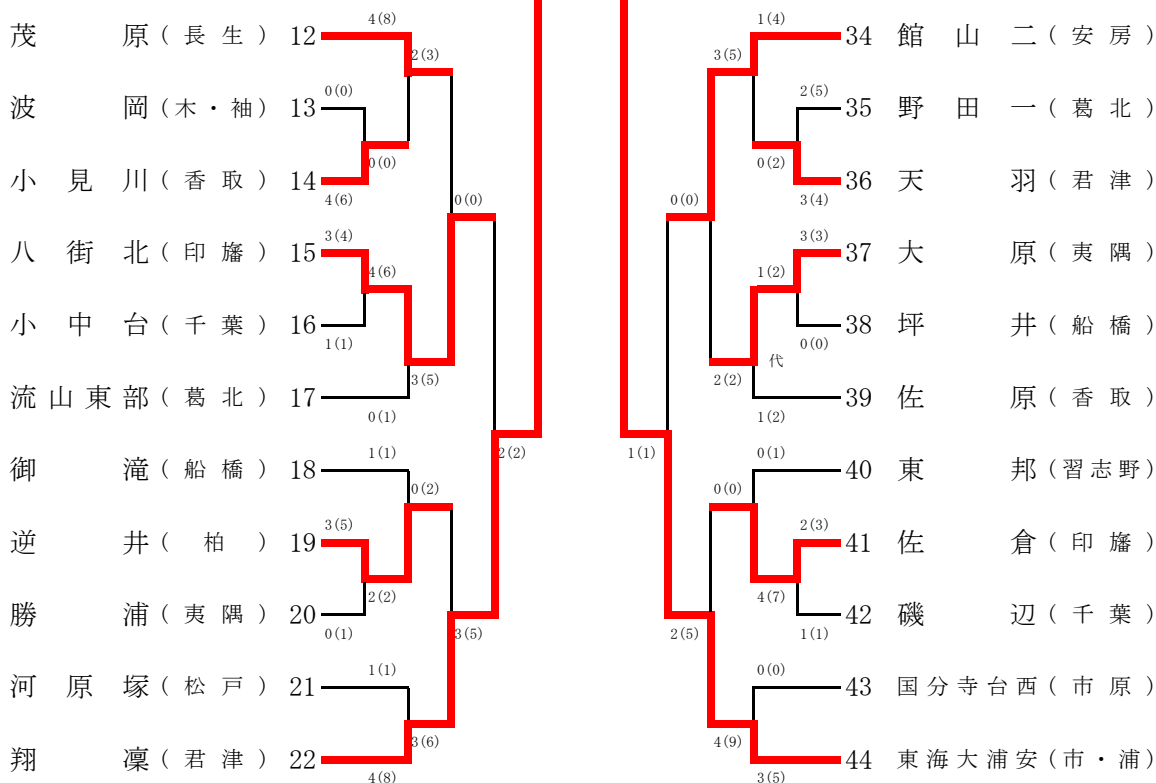 4(8) 1(4)
茂原(長生) 12 34 館山二(安房)
2(3) 3(5)
0(0) 2(5)
波岡(木・袖) 13 35 野田一(葛北)
0(0) 0(2)
小見川(香取) 14 36 天羽(君津)
4(6) 0(0) 0(0) 3(4)
3(4) 3(3)
八街北(印旛) 15 37 大原(夷隅)
4(6) 1(2)
小中台(千葉) 16 38 坪井(船橋)
1(1) 0(0)
代
3(5) 2(2)
流山東部(葛北) 17 39 佐原(香取)
0(1) 1(2)
1(1) 2(2) 1(1) 0(1)
御滝(船橋) 18 40 東邦(習志野)
0(2) 0(0)
3(5) 2(3)
逆井(柏) 19 41 佐倉(印旛)
2(2) 4(7)
勝浦(夷隅) 20 42 磯辺(千葉)
0(1) 3(5) 2(5) 1(1)
1(1) 0(0)
河原塚(松戸) 21 43 国分寺台西(市原)
3(6) 4(9)
翔凜(君津) 22 44 東海大浦安(市・浦)
4(8) 3(5)